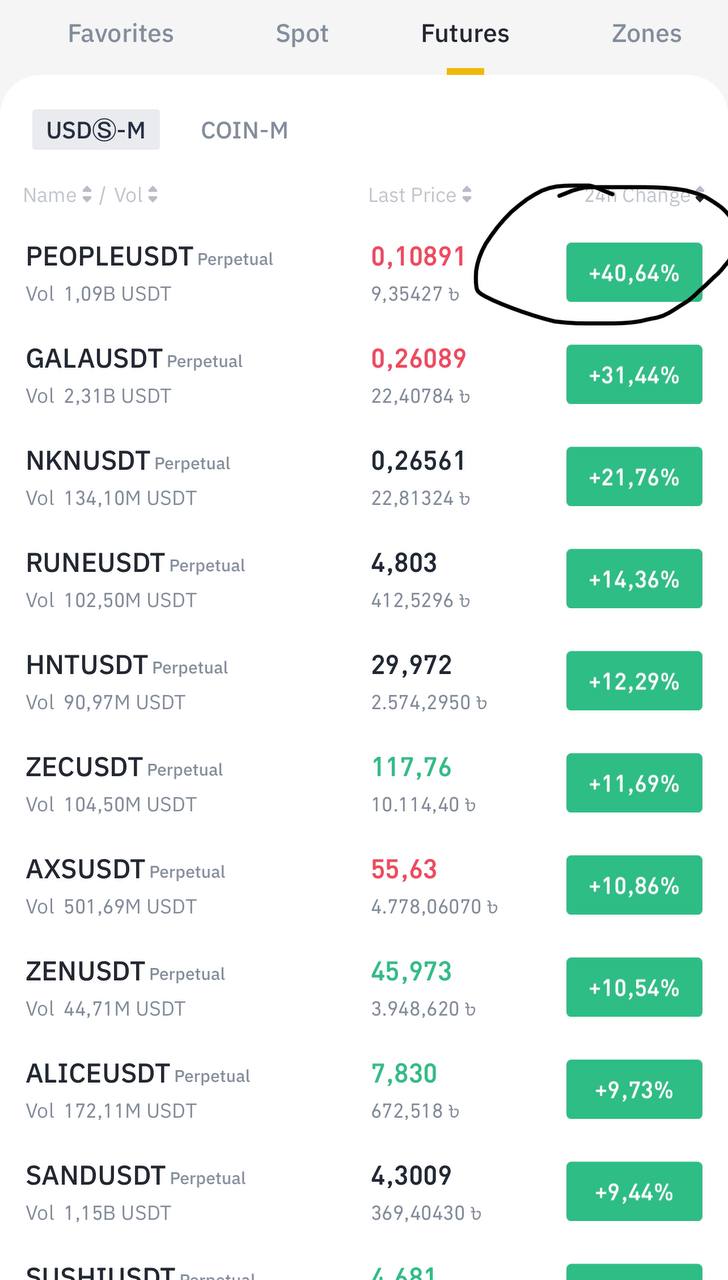 Favorites Spot Futures Zones
USDⓈ-M COIN-M
Name / Vol Last Price 24h Change
PEOPLEUSDT Perpetual 0,10891 +40,64%
Vol 1,09B USDT 9,35427 ৳
GALAUSDT Perpetual 0,26089 +31,44%
Vol 2,31B USDT 22,40784 ৳
NKNUSDT Perpetual 0,26561 +21,76%
Vol 134,10M USDT 22,81324 ৳
RUNEUSDT Perpetual 4,803 +14,36%
Vol 102,50M USDT 412,5296 ৳
HNTUSDT Perpetual 29,972 +12,29%
Vol 90,97M USDT 2.574,2950 ৳
ZECUSDT Perpetual 117,76 +11,69%
Vol 104,50M USDT 10.114,40 ৳
AXSUSDT Perpetual 55,63 +10,86%
Vol 501,69M USDT 4.778,06070 ৳
ZENUSDT Perpetual 45,973 +10,54%
Vol 44,71M USDT 3.948,620 ৳
ALICEUSDT Perpetual 7,830 +9,73%
Vol 172,11M USDT 672,518 ৳
SANDUSDT Perpetual 4,3009 +9,44%
Vol 1,15B USDT 369,40430 ৳
SUSHIUSDT Perpetual 4,681